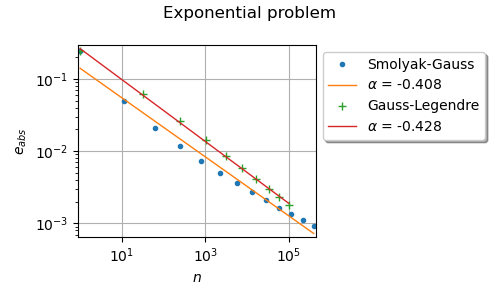 Exponential problem
10⁻¹
10⁻²
10⁻³
e_abs
10¹
10³
10⁵
n
Smolyak-Gauss
α = -0.408
Gauss-Legendre
α = -0.428